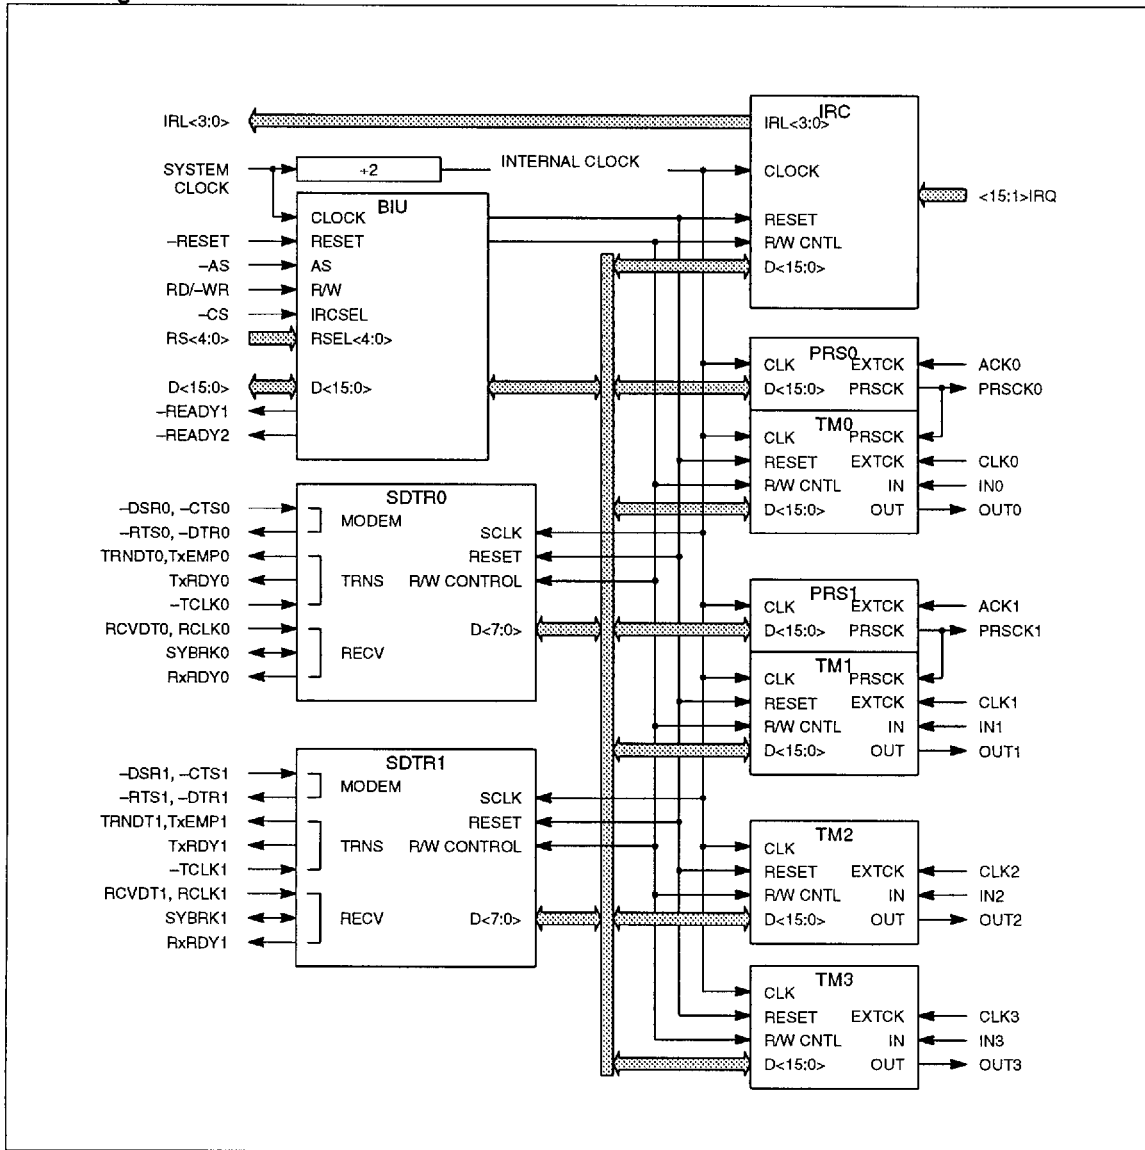 IRC
IRL<3:0>
IRL<3:0>
SYSTEM
CLOCK
÷2
INTERNAL CLOCK
CLOCK
<15:1>IRQ
BIU
CLOCK
RESET
-RESET
RESET
R/W CNTL
-AS
AS
D<15:0>
RD/-WR
R/W
-CS
IRCSEL
RS<4:0>
RSEL<4:0>
D<15:0>
D<15:0>
-READY1
-READY2
PRS0
CLK
EXTCK
ACK0
D<15:0>
PRSCK
PRSCK0
TM0
CLK
PRSCK
RESET
EXTCK
CLK0
R/W CNTL
IN
IN0
D<15:0>
OUT
OUT0
SDTR0
-DSR0, -CTS0
MODEM
-RTS0, -DTR0
SCLK
TRNDT0,TxEMP0
RESET
TxRDY0
TRNS
R/W CONTROL
-TCLK0
RCVDT0, RCLK0
D<7:0>
SYBRK0
RECV
RxRDY0
PRS1
CLK
EXTCK
ACK1
D<15:0>
PRSCK
PRSCK1
TM1
CLK
PRSCK
RESET
EXTCK
CLK1
R/W CNTL
IN
IN1
D<15:0>
OUT
OUT1
SDTR1
-DSR1, -CTS1
MODEM
-RTS1, -DTR1
SCLK
TRNDT1,TxEMP1
RESET
TxRDY1
TRNS
R/W CONTROL
-TCLK1
RCVDT1, RCLK1
SYBRK1
RECV
D<7:0>
RxRDY1
TM2
CLK
RESET
EXTCK
CLK2
R/W CNTL
IN
IN2
D<15:0>
OUT
OUT2
TM3
CLK
RESET
EXTCK
CLK3
R/W CNTL
IN
IN3
D<15:0>
OUT
OUT3